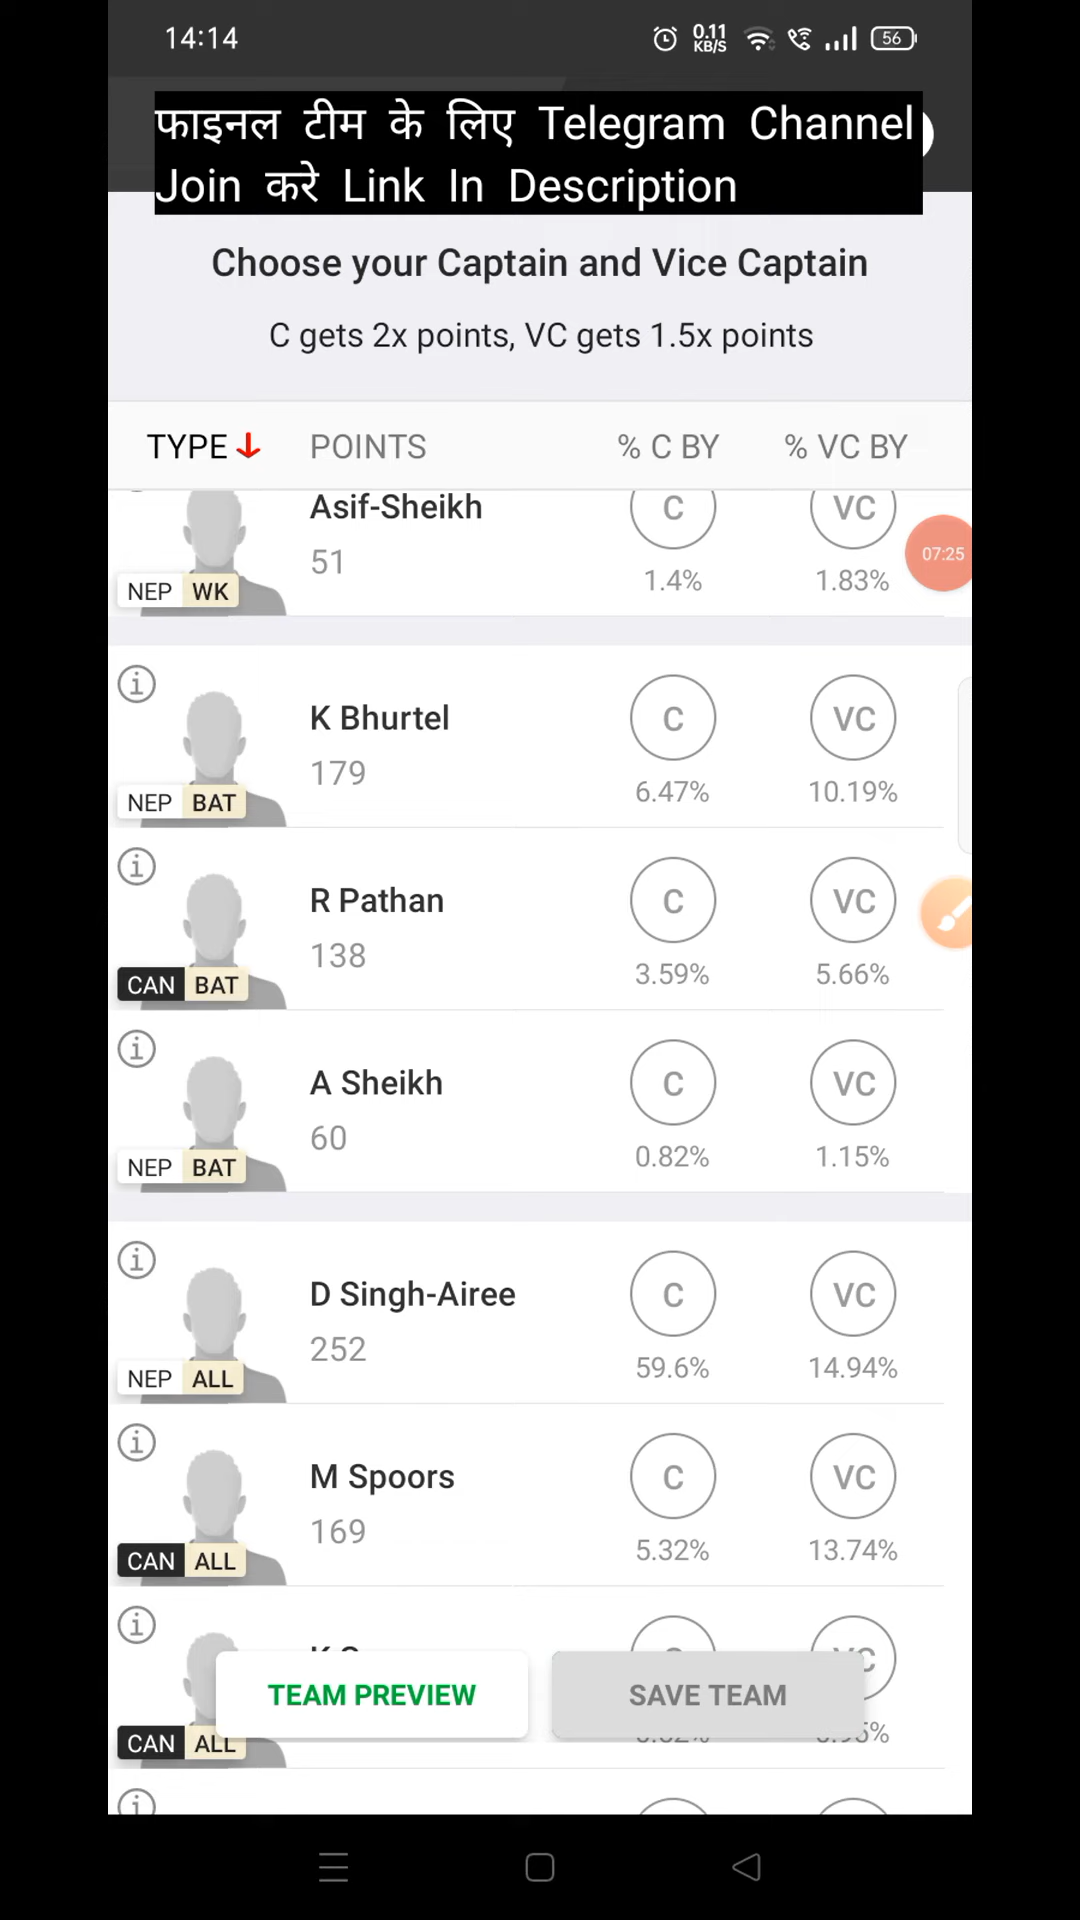 14:14
0.11
KB/S
56
फाइनल टीम के लिए Telegram Channel
Join करे Link In Description
Choose your Captain and Vice Captain
C gets 2x points, VC gets 1.5x points
TYPE POINTS % C BY % VC BY
Asif-Sheikh C VC
51
1.4% 1.83%
NEP WK
07:25
K Bhurtel C VC
179
6.47% 10.19%
NEP BAT
R Pathan C VC
138
3.59% 5.66%
CAN BAT
A Sheikh C VC
60
0.82% 1.15%
NEP BAT
D Singh-Airee C VC
252
59.6% 14.94%
NEP ALL
M Spoors C VC
169
5.32% 13.74%
CAN ALL
TEAM PREVIEW SAVE TEAM
CAN ALL